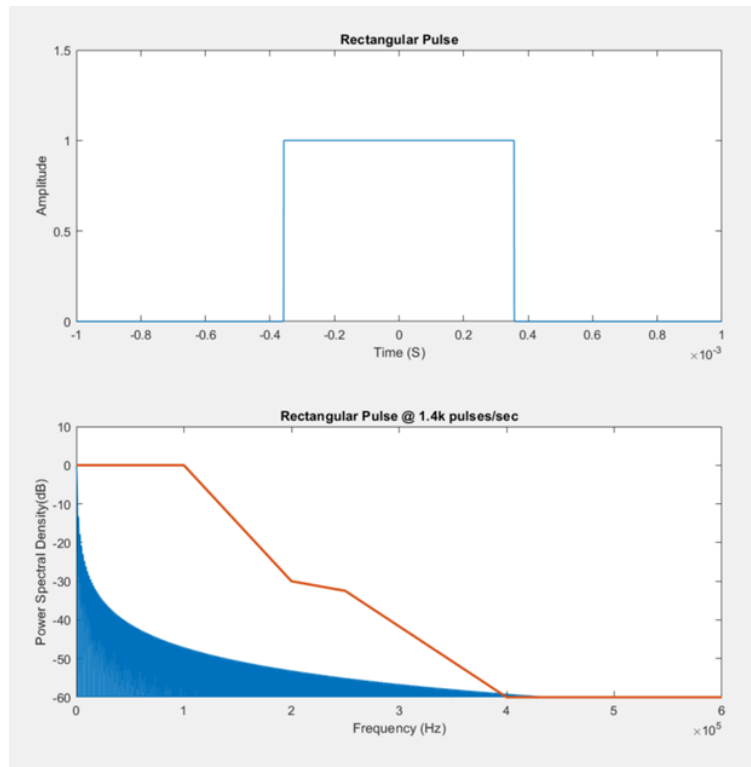 Rectangular Pulse
1.5
1
0.5
0
Amplitude
-1 -0.8 -0.6 -0.4 -0.2 0 0.2 0.4 0.6 0.8 1
Time (S)
×10-3
Rectangular Pulse @ 1.4k pulses/sec
10
0
-10
-20
-30
-40
-50
-60
Power Spectral Density(dB)
0 1 2 3 4 5 6
Frequency (Hz)
×105